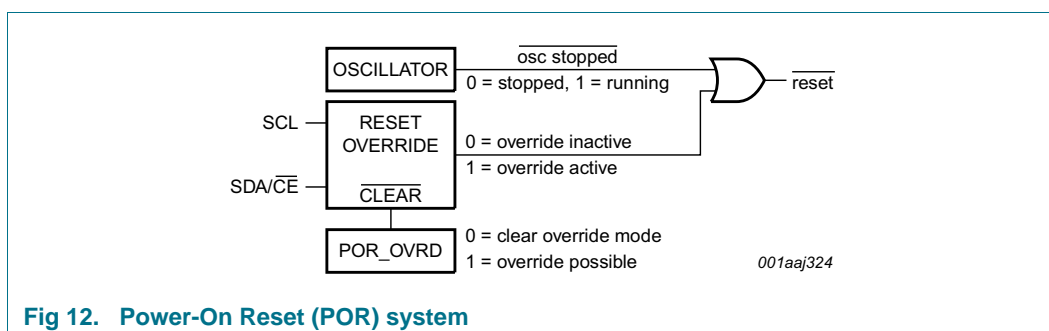 osc stopped
OSCILLATOR
0 = stopped, 1 = running
reset
SCL
RESET
OVERRIDE
0 = override inactive
1 = override active
SDA/CE
CLEAR
POR_OVRD
0 = clear override mode
1 = override possible
001aaj324
Fig 12. Power-On Reset (POR) system